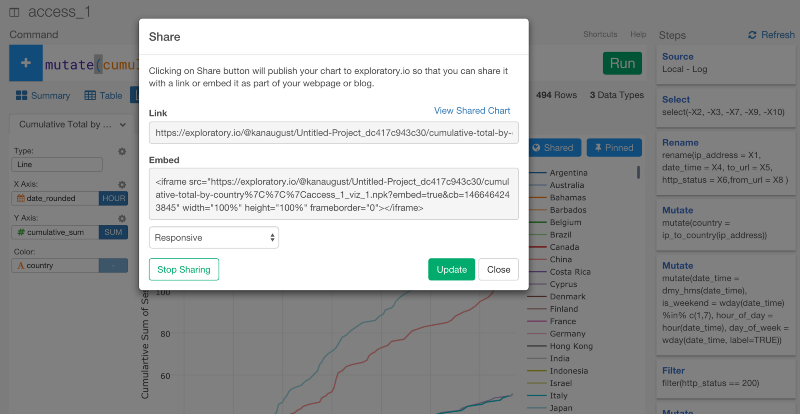 access_1
Command
Shortcuts Help
+ mutate(cumu
Run
Summary
Table
494 Rows 3 Data Types
Cumulative Total by ...
Type:
Line
X Axis:
date_rounded HOUR
Y Axis:
# cumulative_sum SUM
Color:
A country -
Share
Clicking on Share button will publish your chart to exploratory.io so that you can share it
with a link or embed it as part of your webpage or blog.
Link
View Shared Chart
https://exploratory.io/@kanaugust/Untitled-Project_dc417c943c30/cumulative-total-by-
Embed
<iframe src="https://exploratory.io/@kanaugust/Untitled-Project_dc417c943c30/cumul
ative-total-by-country%7C%7C%7Caccess_1_viz_1.npk?embed=true&cb=146646424
3845" width="100%" height="100%" frameborder="0"></iframe>
Responsive
Stop Sharing
Update
Close
Shared
Pinned
Cumulartive Sum of Se
100
80
60
Argentina
Australia
Bahamas
Barbados
Belgium
Brazil
Canada
China
Costa Rica
Cyprus
Denmark
Finland
France
Germany
Hong Kong
India
Indonesia
Israel
Italy
Japan
Steps
Refresh
Source
Local - Log
Select
select(-X2, -X3, -X7, -X9, -X10)
Rename
rename(ip_address = X1,
date_time = X4, to_url = X5,
http_status = X6,from_url = X8 )
Mutate
mutate(country =
ip_to_country(ip_address))
Mutate
mutate(date_time =
dmy_hms(date_time),
is_weekend = wday(date_time)
%in% c(1,7), hour_of_day =
hour(date_time), day_of_week =
wday(date_time, label=TRUE))
Filter
filter(http_status == 200)
Mutate